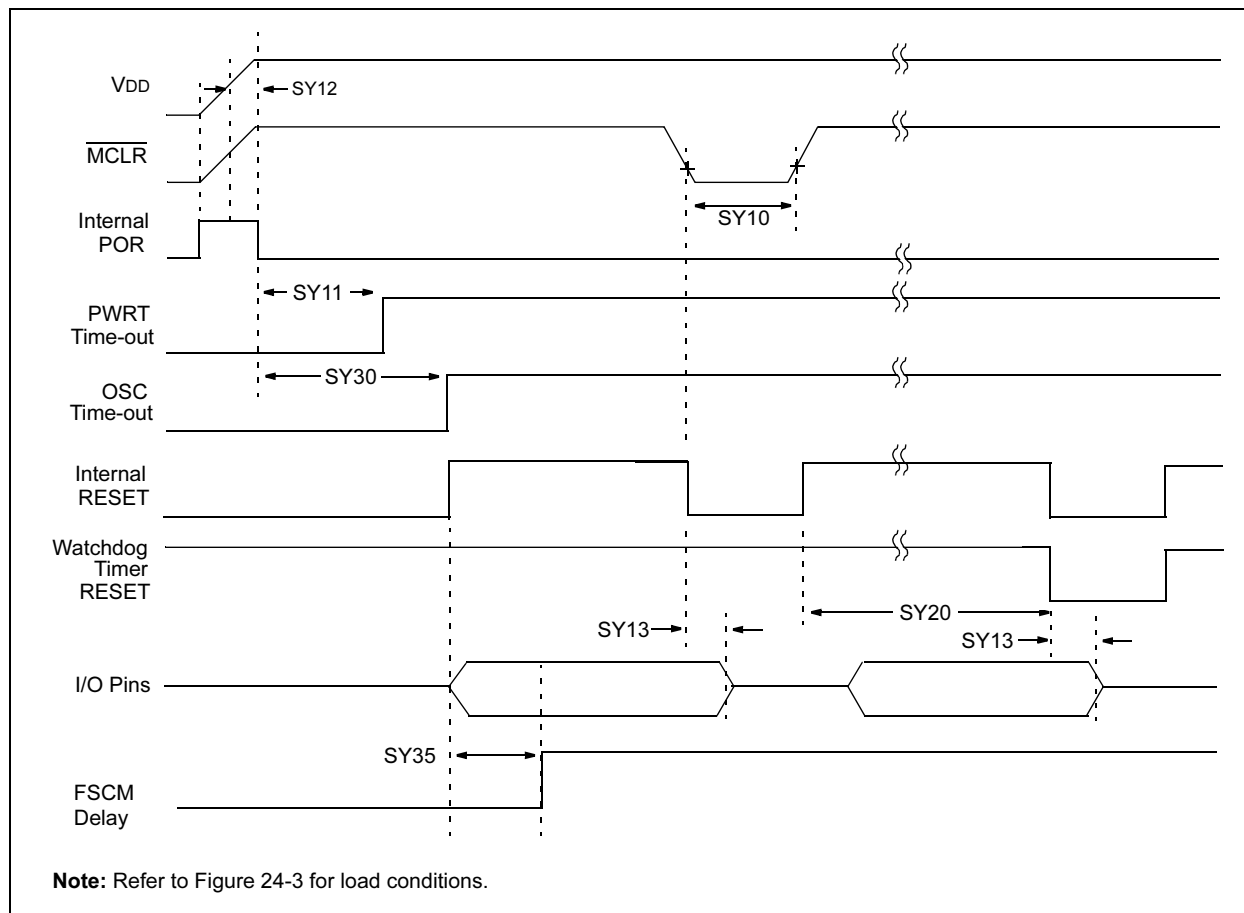 VDD
SY12
MCLR
SY10
Internal
POR
SY11
PWRT
Time-out
SY30
OSC
Time-out
Internal
RESET
Watchdog
Timer
RESET
SY20
SY13
SY13
I/O Pins
SY35
FSCM
Delay
Note: Refer to Figure 24-3 for load conditions.